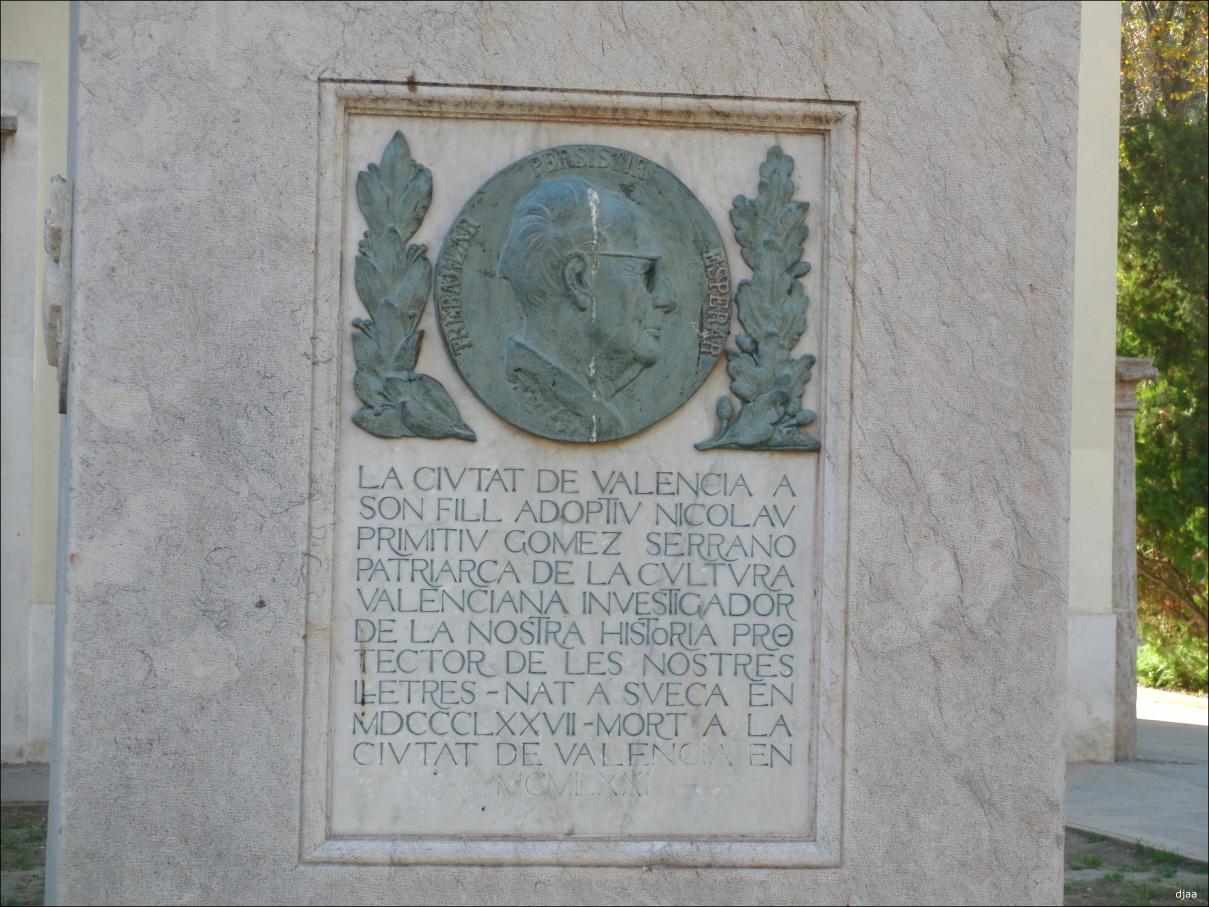 TREBALLAR
PERSISTIR
ESPERAR
LA CIVTAT DE VALENCIA A
SON FILL ADOPTIV NICOLAV
PRIMITIV GOMEZ SERRANO
PATRIARCA DE LA CVLTVRA
VALENCIANA INVESTIGADOR
DE LA NOSTRA HISTORIA PRO
TECTOR DE LES NOSTRES
LLETRES - NAT A SVECA EN
MDCCCLXXVII - MORT A LA
CIVTAT DE VALENCIA EN
MCMLXXI
djaa